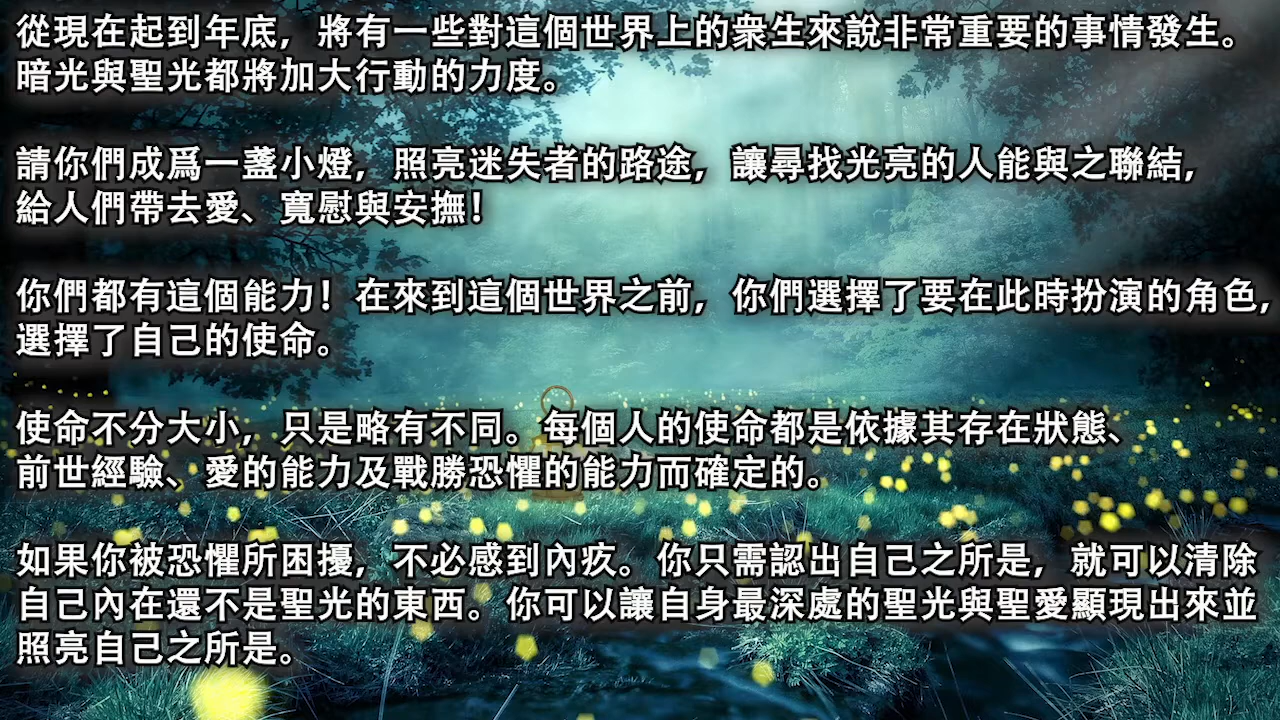 從現在起到年底，將有一些對這個世界上的衆生來說非常重要的事情發生。
暗光與聖光都將加大行動的力度。
請你們成爲一盞小燈，照亮迷失者的路途，讓尋找光亮的人能與之聯結，
給人們帶去愛、寬慰與安撫！
你們都有這個能力！在來到這個世界之前，你們選擇了要在此時扮演的角色，
選擇了自己的使命。
使命不分大小，只是略有不同。每個人的使命都是依據其存在狀態、
前世經驗、愛的能力及戰勝恐懼的能力而確定的。
如果你被恐懼所困擾，不必感到內疚。你只需認出自己之所是，就可以清除
自己內在還不是聖光的東西。你可以讓自身最深處的聖光與聖愛顯現出來並
照亮自己之所是。